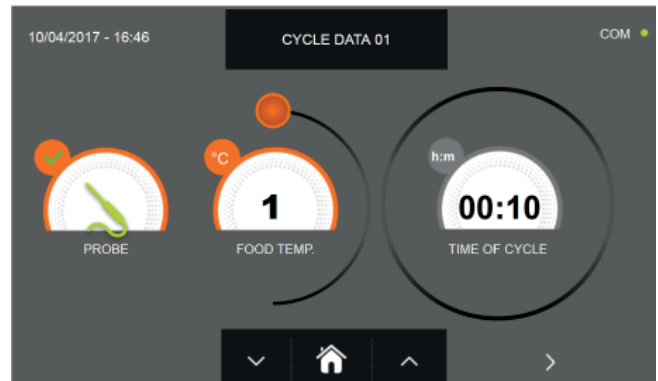 10/04/2017 - 16:46
CYCLE DATA 01
COM
°C
h:m
1
00:10
PROBE
FOOD TEMP.
TIME OF CYCLE